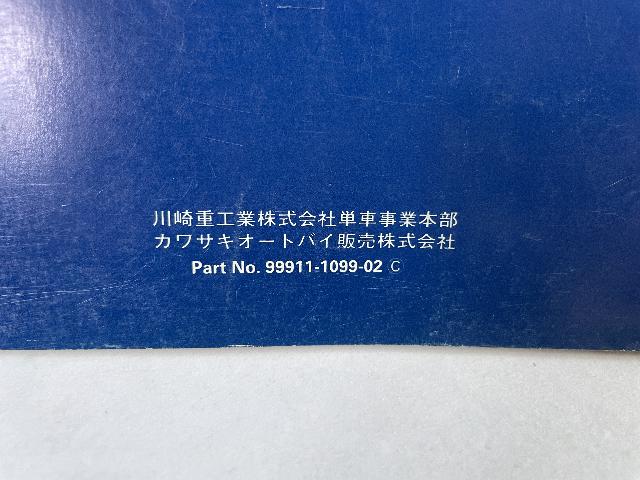 川崎重工業株式会社単車事業本部
カワサキオートバイ販売株式会社
Part No. 99911-1099-02 C